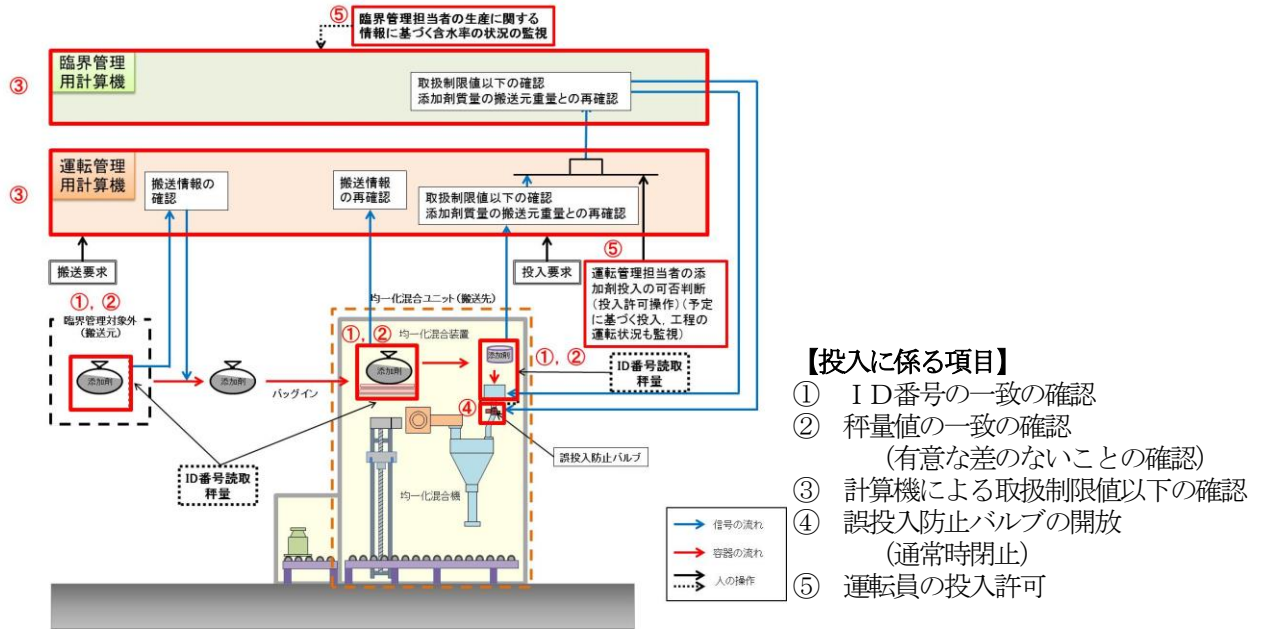 ⑤
臨界管理担当者の生産に関する
情報に基づく含水率の状況の監視
臨界管理
用計算機
③
取扱制限値以下の確認
添加剤質量の搬送元重量との再確認
運転管理
用計算機
③
搬送情報の
確認
搬送情報
の再確認
取扱制限値以下の確認
添加剤質量の搬送元重量との再確認
搬送要求
投入要求
⑤
運転管理担当者の添
加剤投入の可否判断
(投入許可操作)(予定
に基づく投入，工程の
運転状況も監視)
①，②
臨界管理対象外
(搬送元)
添加剤
添加剤
バッグイン
均一化混合ユニット(搬送先)
①，②
均一化混合装置
添加剤
添加剤
①，②
ID番号読取
秤量
④
誤投入防止バルブ
ID番号読取
秤量
均一化混合機
信号の流れ
容器の流れ
人の操作
【投入に係る項目】
① ＩＤ番号の一致の確認
② 秤量値の一致の確認
(有意な差のないことの確認)
③ 計算機による取扱制限値以下の確認
④ 誤投入防止バルブの開放
(通常時閉止)
⑤ 運転員の投入許可